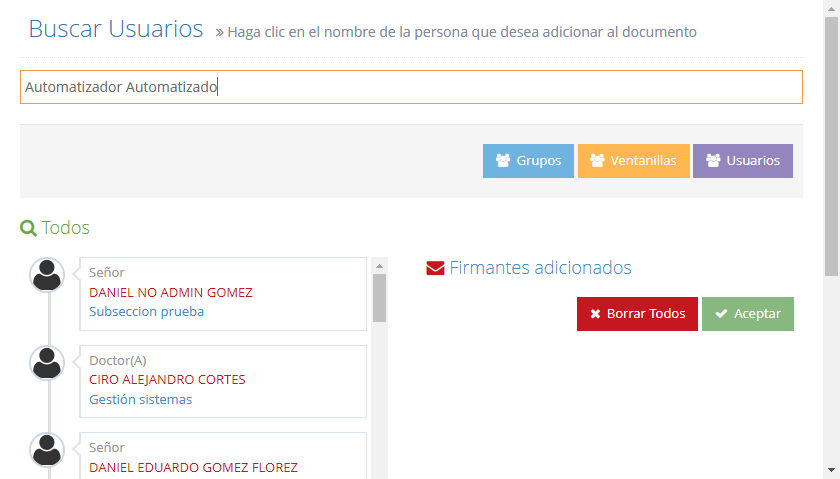 Buscar Usuarios » Haga clic en el nombre de la persona que desea adicionar al documento
Automatizador Automatizado
Grupos Ventanillas Usuarios
Todos
Señor
DANIEL NO ADMIN GOMEZ
Subseccion prueba
Doctor(A)
CIRO ALEJANDRO CORTES
Gestión sistemas
Señor
DANIEL EDUARDO GOMEZ FLOREZ
Firmantes adicionados
Borrar Todos Aceptar